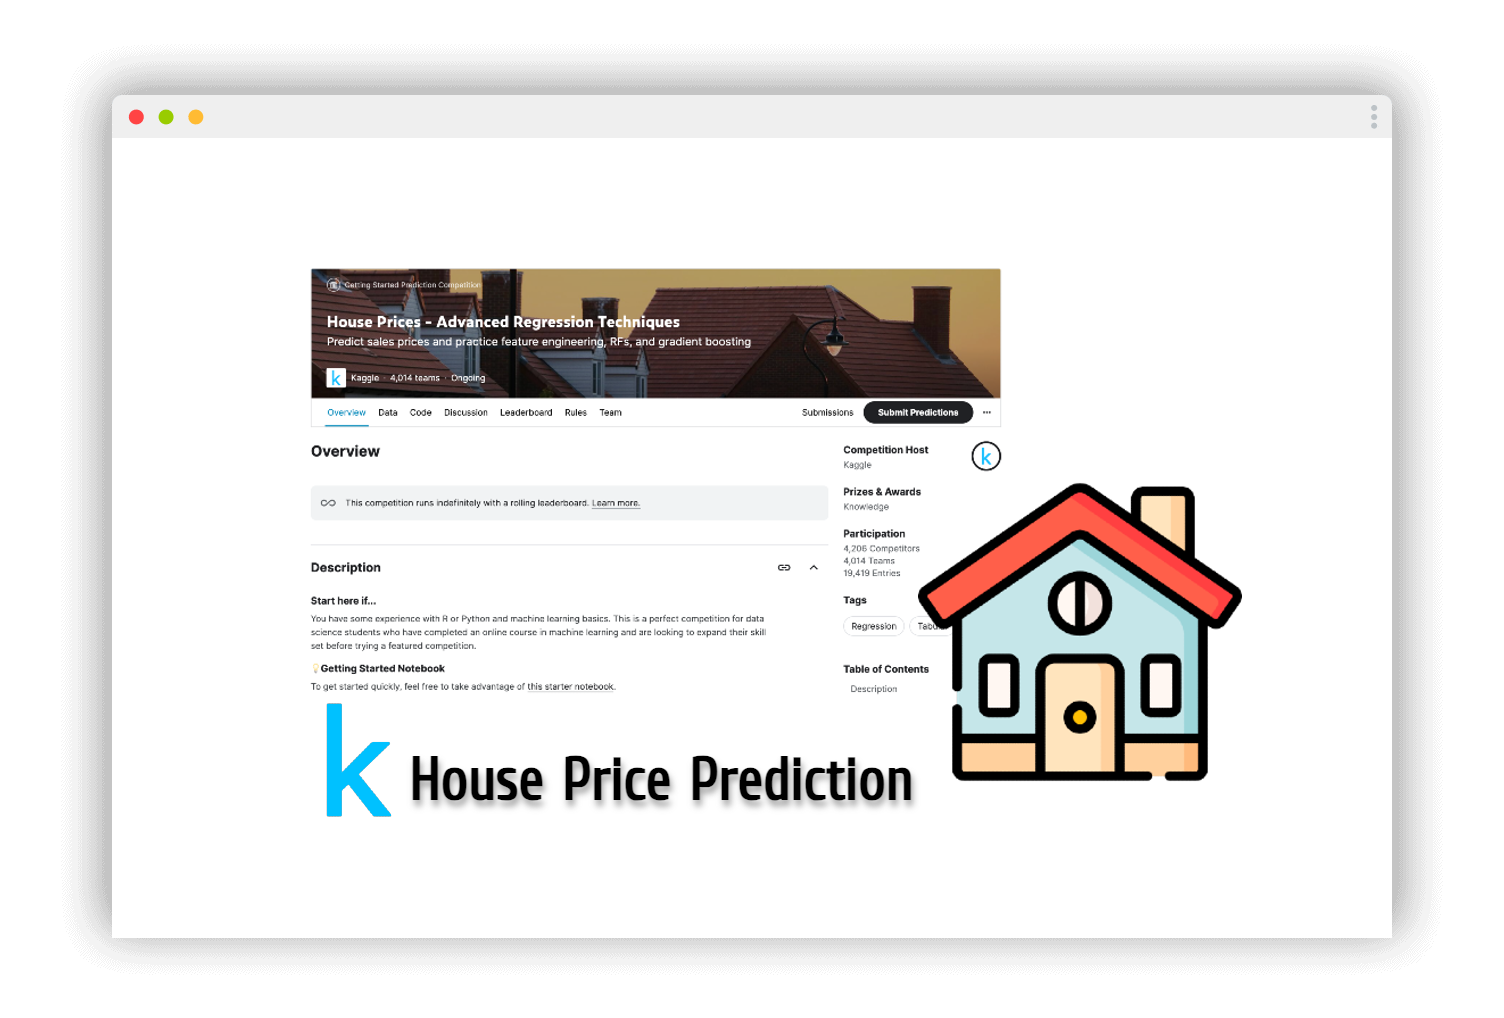 Getting Started Prediction Competition
House Prices - Advanced Regression Techniques
Predict sales prices and practice feature engineering, RFs, and gradient boosting
k Kaggle · 4,014 teams · Ongoing
Overview Data Code Discussion Leaderboard Rules Team Submissions Submit Predictions ...
Overview
This competition runs indefinitely with a rolling leaderboard. Learn more.
Description
Start here if...
You have some experience with R or Python and machine learning basics. This is a perfect competition for data
science students who have completed an online course in machine learning and are looking to expand their skill
set before trying a featured competition.
Getting Started Notebook
To get started quickly, feel free to take advantage of this starter notebook.
Competition Host
Kaggle
k
Prizes & Awards
Knowledge
Participation
4,206 Competitors
4,014 Teams
19,419 Entries
Tags
Regression
Table of Contents
Description
k House Price Prediction